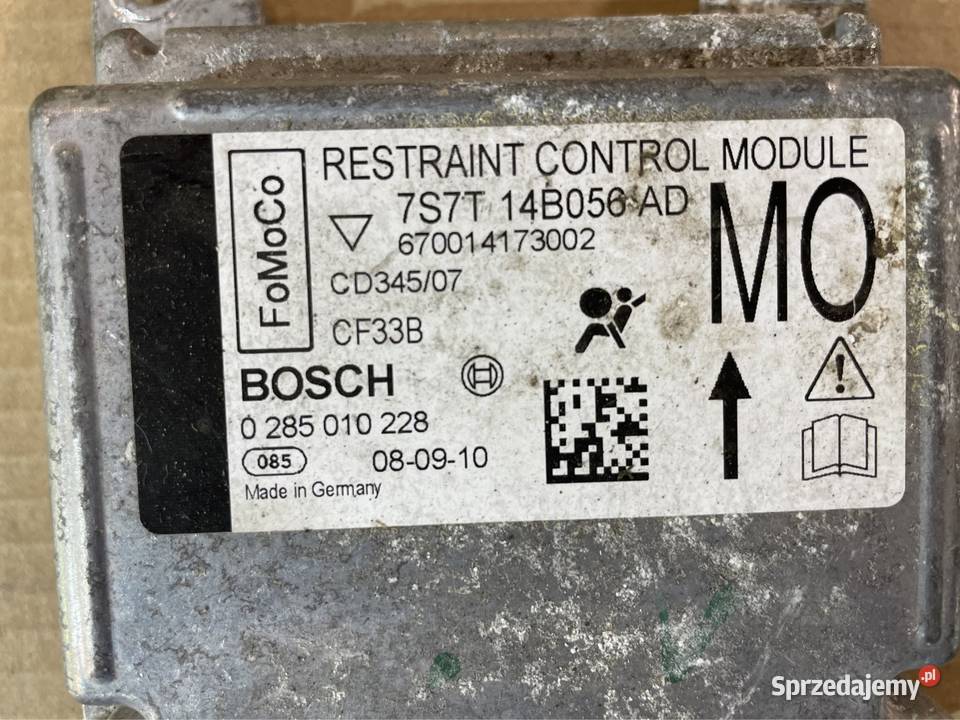 RESTRAINT CONTROL MODULE
FoMoCo
7S7T 14B056 AD
MO
670014173002
CD345/07
CF33B
BOSCH
0 285 010 228
085
08-09-10
Made in Germany
Sprzedajemy.pl